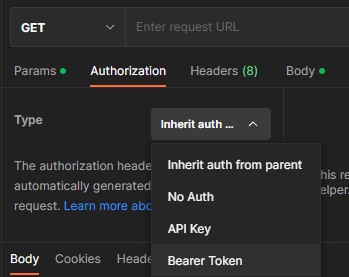 GET Enter request URL
Params Authorization Headers (8) Body
Type Inherit auth ...
Inherit auth from parent
The authorization heade
automatically generated
request. Learn more abo
No Auth
API Key
Bearer Token
his re
elper.
Body Cookies Heade